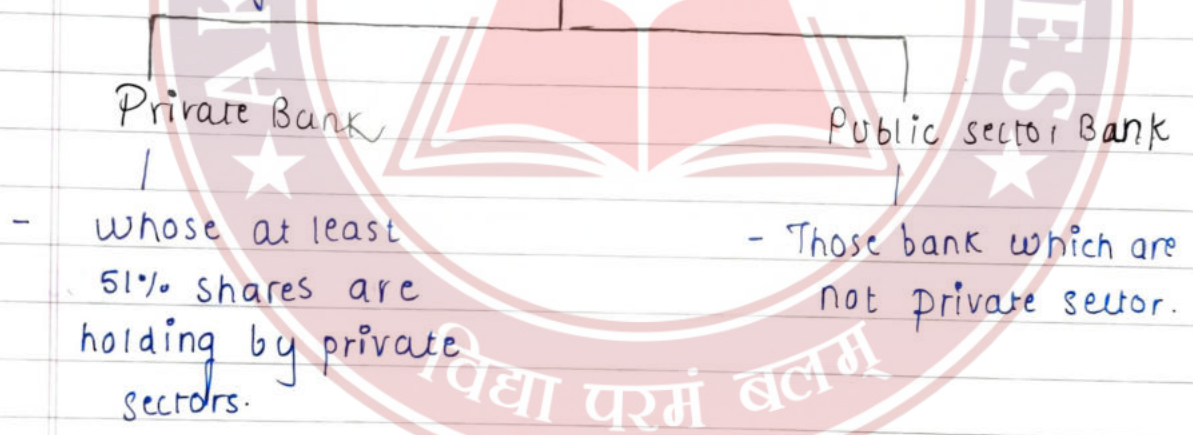 Private Bank
Public sector Bank
- whose at least
51% shares are
holding by private
sectors.
- Those bank which are
not private sector.
विद्या परमं बलम्